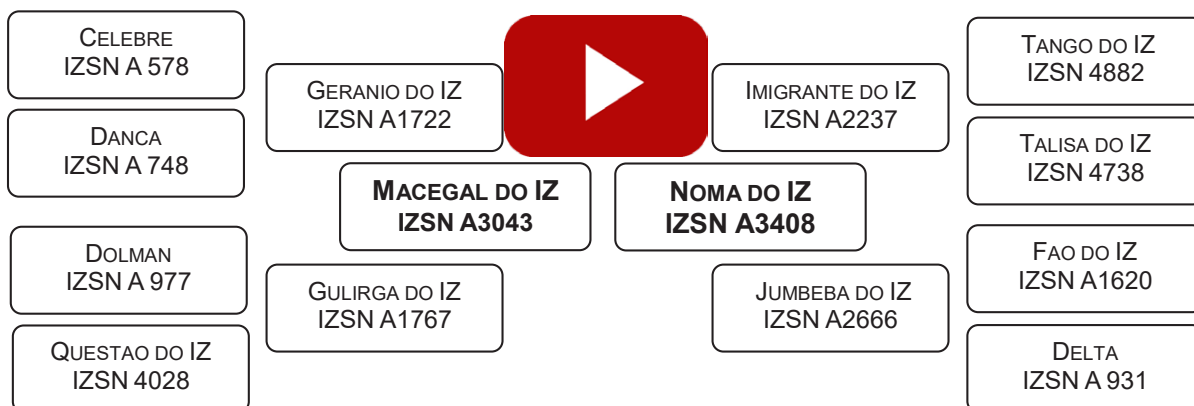 CELEBRE
IZSN A 578
DANCA
IZSN A 748
DOLMAN
IZSN A 977
QUESTAO DO IZ
IZSN 4028
GERANIO DO IZ
IZSN A1722
GULIRGA DO IZ
IZSN A1767
MACEGAL DO IZ
IZSN A3043
NOMA DO IZ
IZSN A3408
IMIGRANTE DO IZ
IZSN A2237
JUMBEBA DO IZ
IZSN A2666
TANGO DO IZ
IZSN 4882
TALISA DO IZ
IZSN 4738
FAO DO IZ
IZSN A1620
DELTA
IZSN A 931